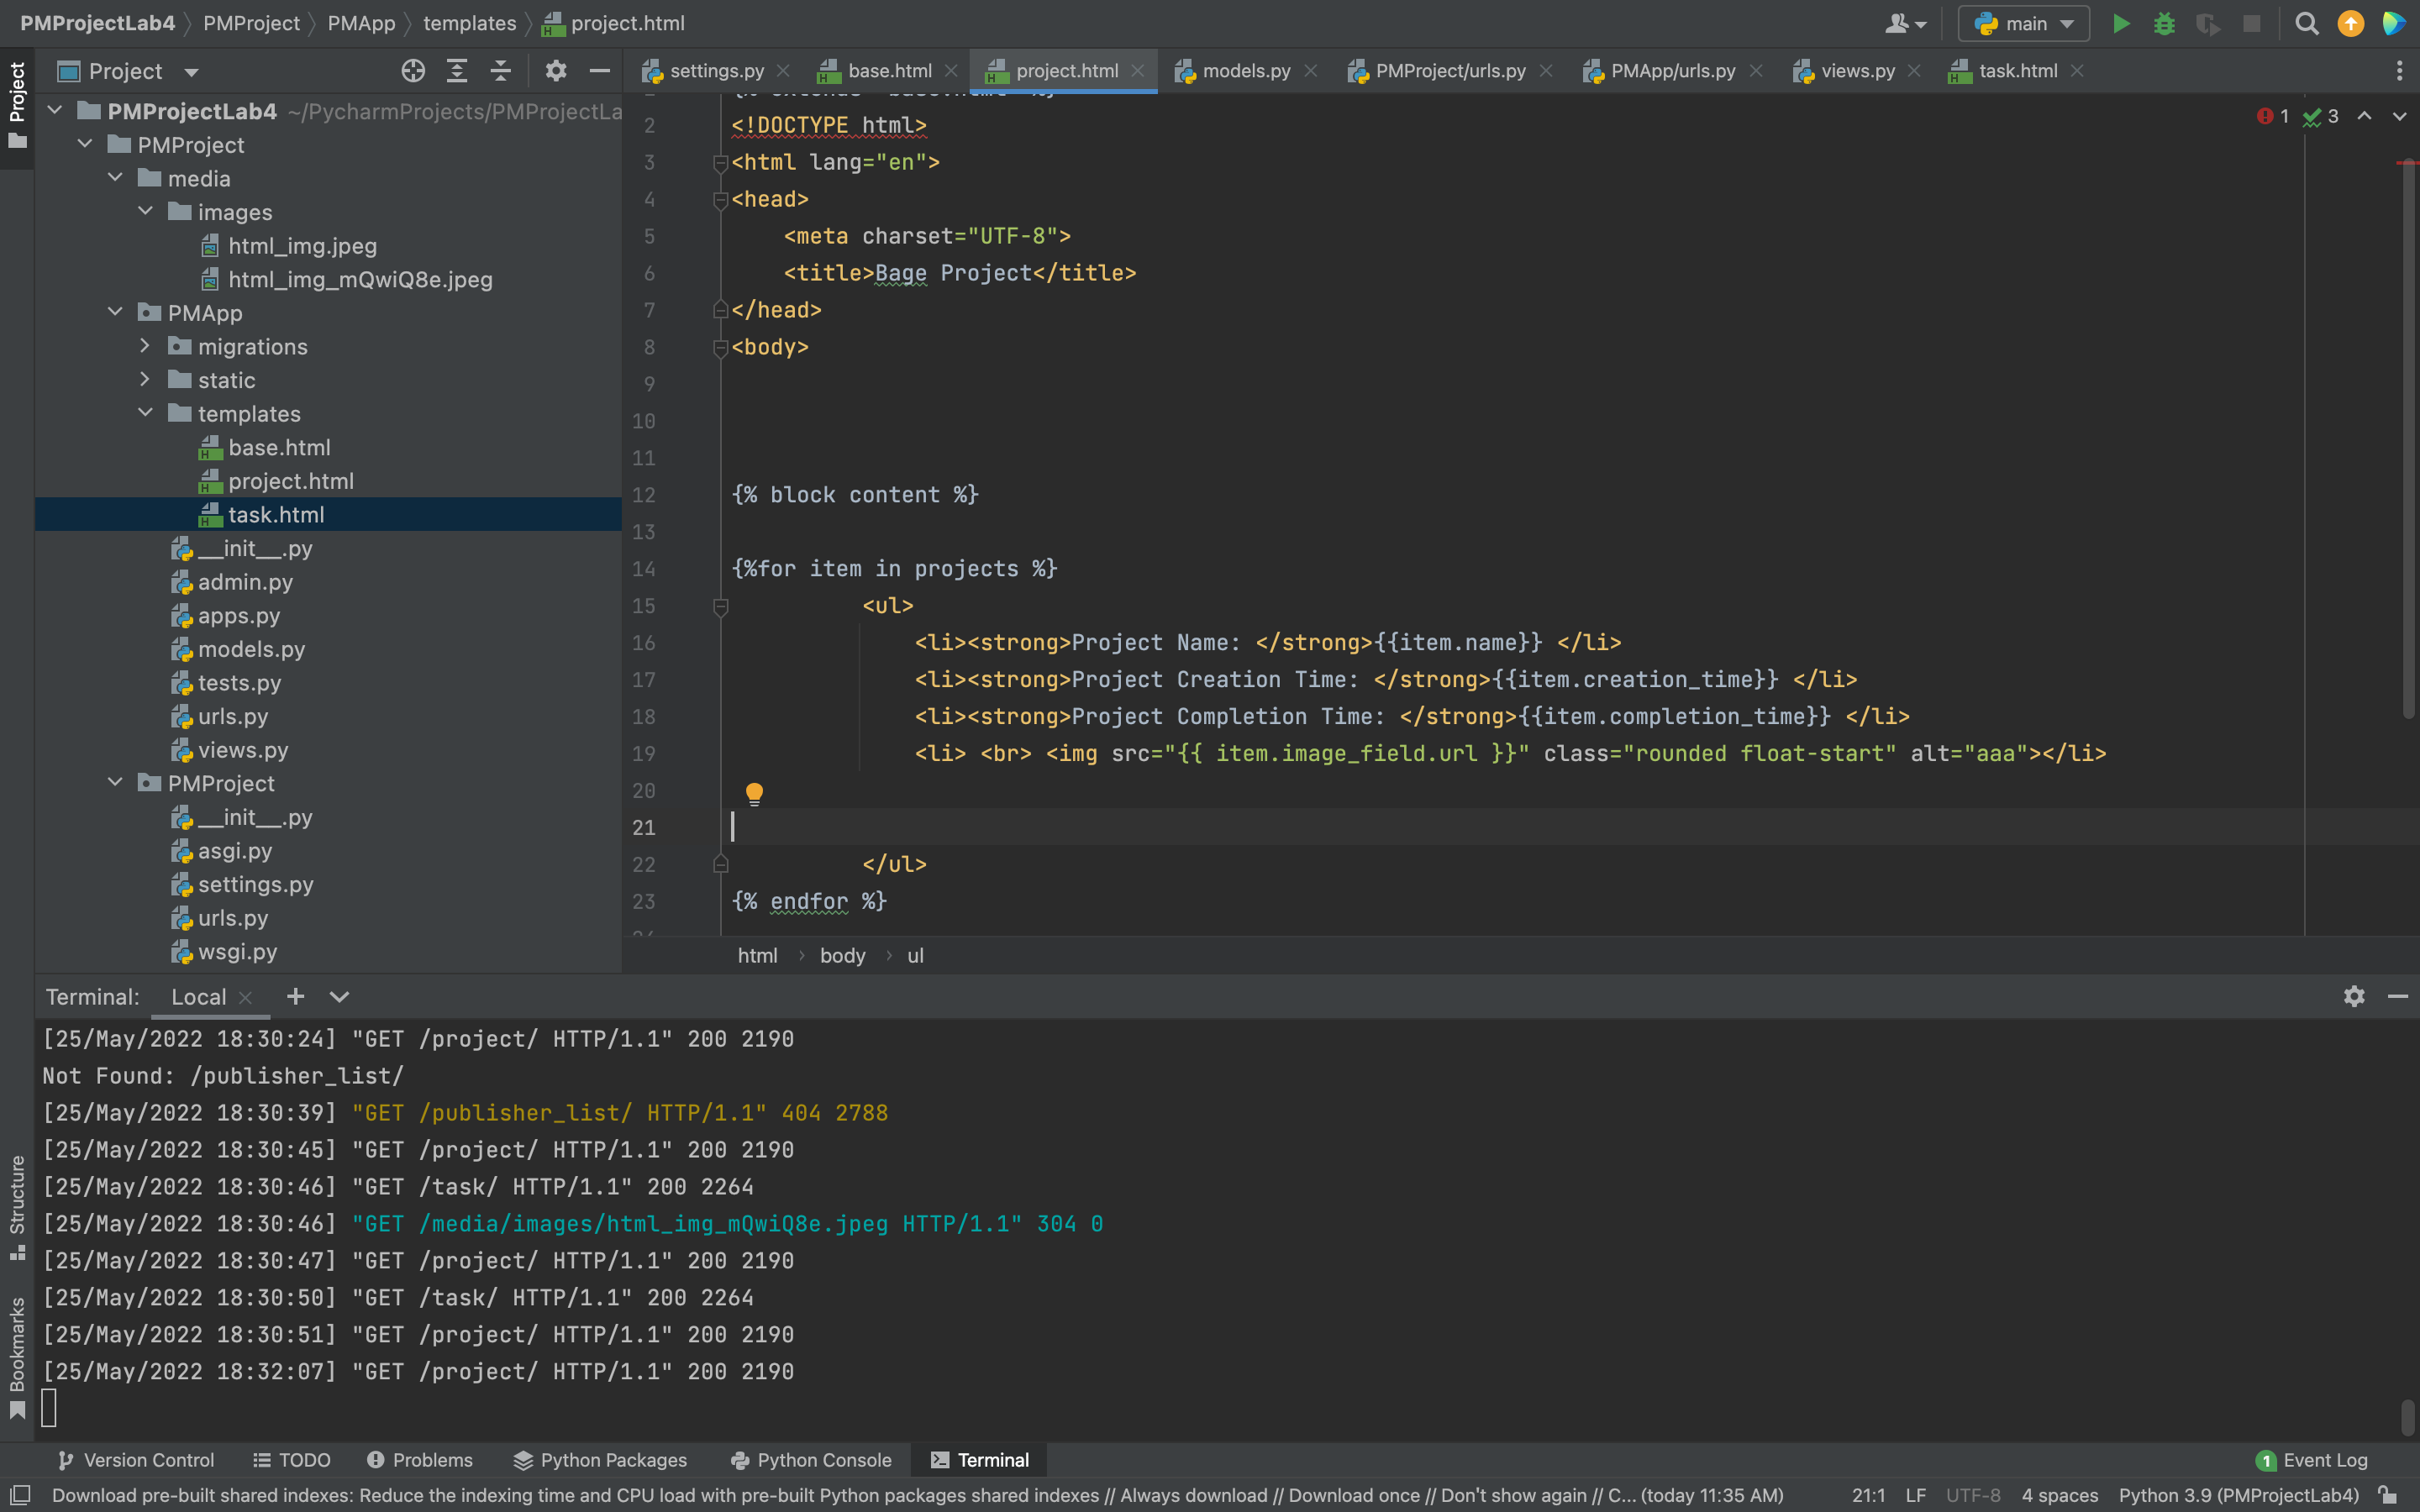 PMProjectLab4 PMProject PMApp templates project.html main
Project
Project
settings.py
base.html
project.html
models.py
PMProject/urls.py
PMApp/urls.py
views.py
task.html
PMProjectLab4 ~/PycharmProjects/PMProjectLa
PMProject
media
images
html_img.jpeg
html_img_mQwiQ8e.jpeg
PMApp
migrations
static
templates
base.html
project.html
task.html
__init__.py
admin.py
apps.py
models.py
tests.py
urls.py
views.py
PMProject
__init__.py
asgi.py
settings.py
urls.py
wsgi.py
1 3
2 <!DOCTYPE html>
3 <html lang="en">
4 <head>
5 <meta charset="UTF-8">
6 <title>Bage Project</title>
7 </head>
8 <body>
9
10
11
12 {% block content %}
13
14 {%for item in projects %}
15 <ul>
16 <li><strong>Project Name: </strong>{{item.name}} </li>
17 <li><strong>Project Creation Time: </strong>{{item.creation_time}} </li>
18 <li><strong>Project Completion Time: </strong>{{item.completion_time}} </li>
19 <li> <br> <img src="{{ item.image_field.url }}" class="rounded float-start" alt="aaa"></li>
20
21
22 </ul>
23 {% endfor %}
html body ul
Terminal: Local
[25/May/2022 18:30:24] "GET /project/ HTTP/1.1" 200 2190
Not Found: /publisher_list/
[25/May/2022 18:30:39] "GET /publisher_list/ HTTP/1.1" 404 2788
[25/May/2022 18:30:45] "GET /project/ HTTP/1.1" 200 2190
[25/May/2022 18:30:46] "GET /task/ HTTP/1.1" 200 2264
[25/May/2022 18:30:46] "GET /media/images/html_img_mQwiQ8e.jpeg HTTP/1.1" 304 0
[25/May/2022 18:30:47] "GET /project/ HTTP/1.1" 200 2190
[25/May/2022 18:30:50] "GET /task/ HTTP/1.1" 200 2264
[25/May/2022 18:30:51] "GET /project/ HTTP/1.1" 200 2190
[25/May/2022 18:32:07] "GET /project/ HTTP/1.1" 200 2190
Structure
Bookmarks
Version Control TODO Problems Python Packages Python Console Terminal 1 Event Log
Download pre-built shared indexes: Reduce the indexing time and CPU load with pre-built Python packages shared indexes // Always download // Download once // Don't show again // C... (today 11:35 AM) 21:1 LF UTF-8 4 spaces Python 3.9 (PMProjectLab4)